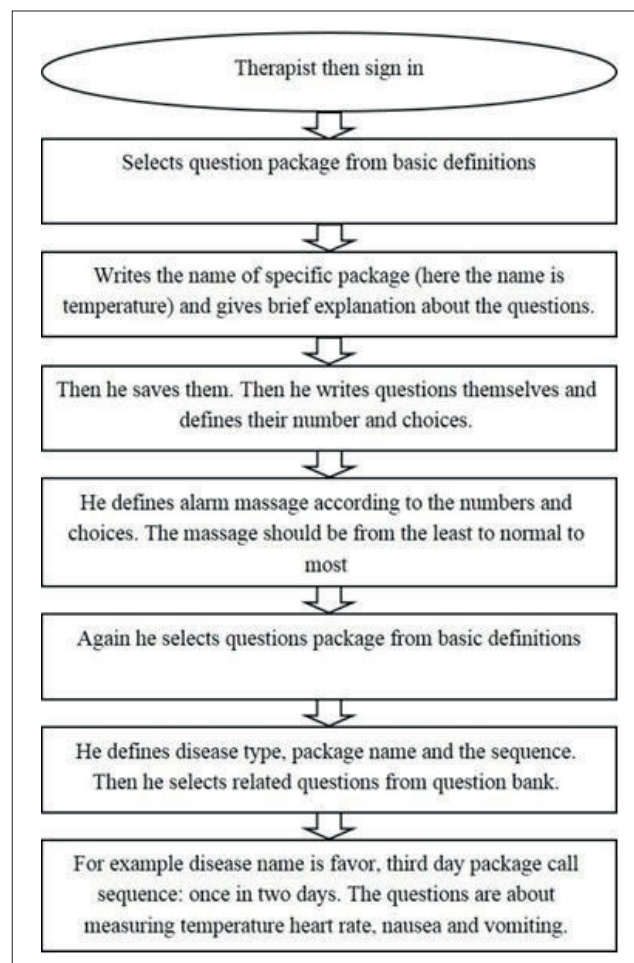 Therapist then sign in
Selects question package from basic definitions
Writes the name of specific package (here the name is
temperature) and gives brief explanation about the questions.
Then he saves them. Then he writes questions themselves and
defines their number and choices.
He defines alarm massage according to the numbers and
choices. The massage should be from the least to normal to
most
Again he selects questions package from basic definitions
He defines disease type, package name and the sequence.
Then he selects related questions from question bank.
For example disease name is favor, third day package call
sequence: once in two days. The questions are about
measuring temperature heart rate, nausea and vomiting.